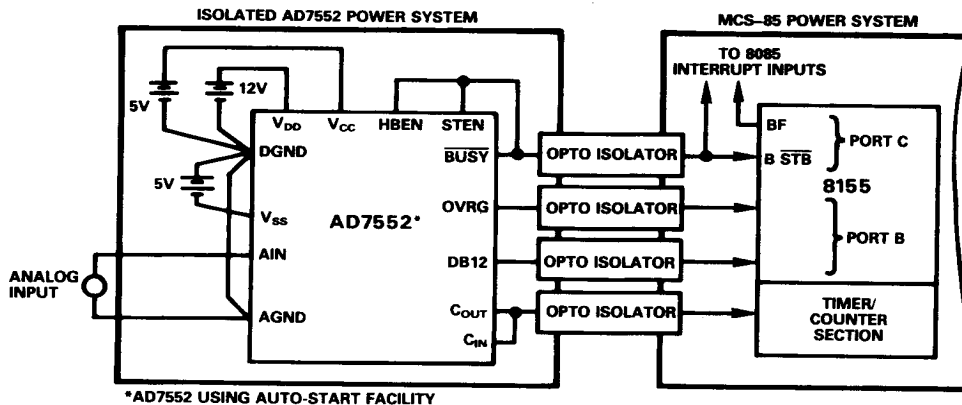 ISOLATED AD7552 POWER SYSTEM
MCS-85 POWER SYSTEM
TO 8085
INTERRUPT INPUTS
5V
12V
VDD
VCC
HBEN
STEN
DGND
BUSY
OPTO ISOLATOR
BF
B STB
PORT C
8155
5V
VSS
AD7552*
OVRG
OPTO ISOLATOR
PORT B
AIN
DB12
OPTO ISOLATOR
ANALOG
INPUT
AGND
COUT
CIN
OPTO ISOLATOR
TIMER/
COUNTER
SECTION
*AD7552 USING AUTO-START FACILITY